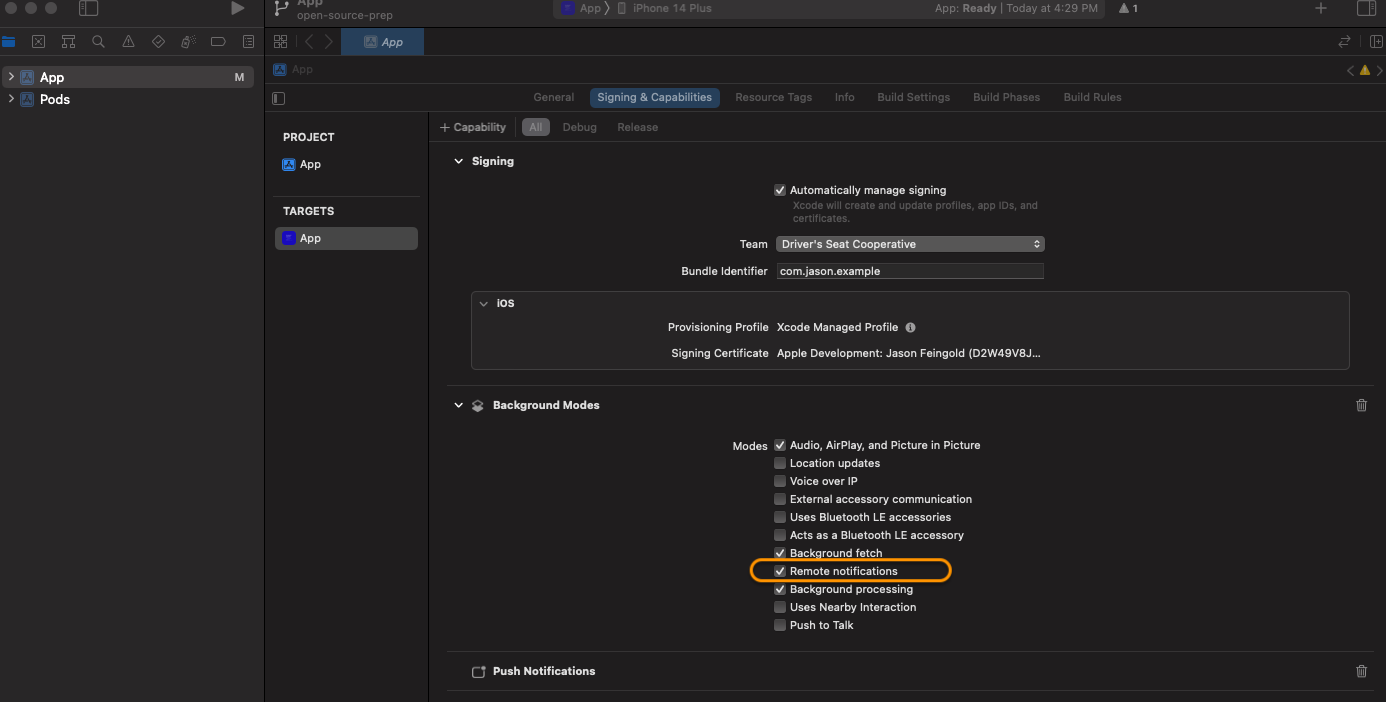 App
open-source-prep
App
iPhone 14 Plus
App: Ready | Today at 4:29 PM
1
App
App
M
Pods
App
General
Signing & Capabilities
Resource Tags
Info
Build Settings
Build Phases
Build Rules
+ Capability
All
Debug
Release
PROJECT
App
TARGETS
App
Signing
Automatically manage signing
Xcode will create and update profiles, app IDs, and
certificates.
Team
Driver's Seat Cooperative
Bundle Identifier
com.jason.example
iOS
Provisioning Profile
Xcode Managed Profile
Signing Certificate
Apple Development: Jason Feingold (D2W49V8J...
Background Modes
Modes
Audio, AirPlay, and Picture in Picture
Location updates
Voice over IP
External accessory communication
Uses Bluetooth LE accessories
Acts as a Bluetooth LE accessory
Background fetch
Remote notifications
Background processing
Uses Nearby Interaction
Push to Talk
Push Notifications